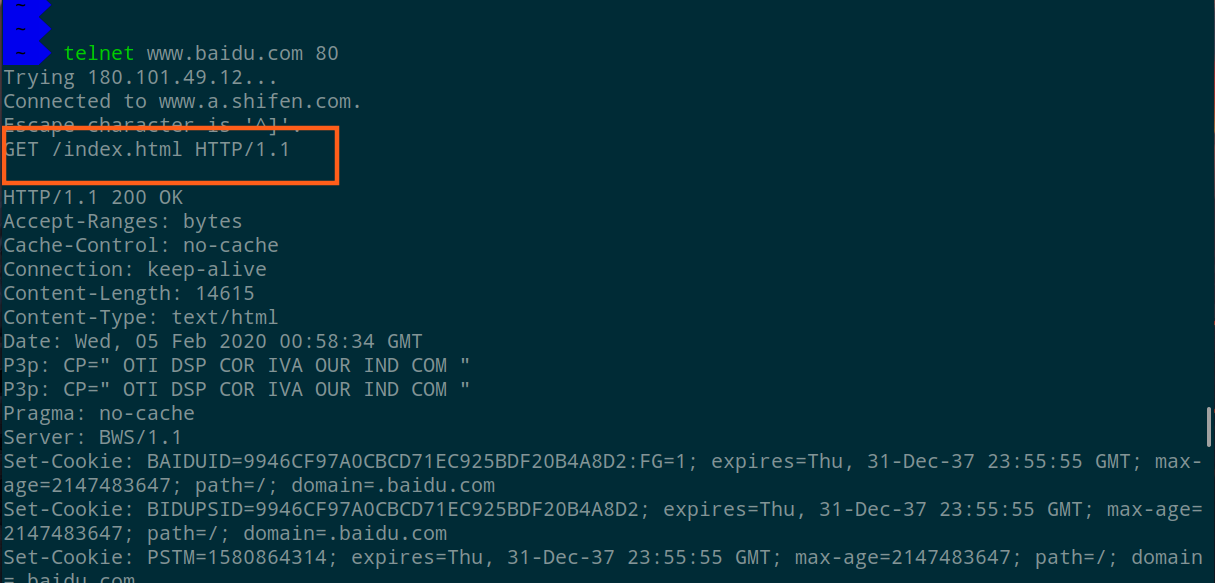 ~
~
~ telnet www.baidu.com 80
Trying 180.101.49.12...
Connected to www.a.shifen.com.
Escape character is '^]'.
GET /index.html HTTP/1.1
HTTP/1.1 200 OK
Accept-Ranges: bytes
Cache-Control: no-cache
Connection: keep-alive
Content-Length: 14615
Content-Type: text/html
Date: Wed, 05 Feb 2020 00:58:34 GMT
P3p: CP=" OTI DSP COR IVA OUR IND COM "
P3p: CP=" OTI DSP COR IVA OUR IND COM "
Pragma: no-cache
Server: BWS/1.1
Set-Cookie: BAIDUID=9946CF97A0CBCD71EC925BDF20B4A8D2:FG=1; expires=Thu, 31-Dec-37 23:55:55 GMT; max-
age=2147483647; path=/; domain=.baidu.com
Set-Cookie: BIDUPSID=9946CF97A0CBCD71EC925BDF20B4A8D2; expires=Thu, 31-Dec-37 23:55:55 GMT; max-age=
2147483647; path=/; domain=.baidu.com
Set-Cookie: PSTM=1580864314; expires=Thu, 31-Dec-37 23:55:55 GMT; max-age=2147483647; path=/; domain
=.baidu.com